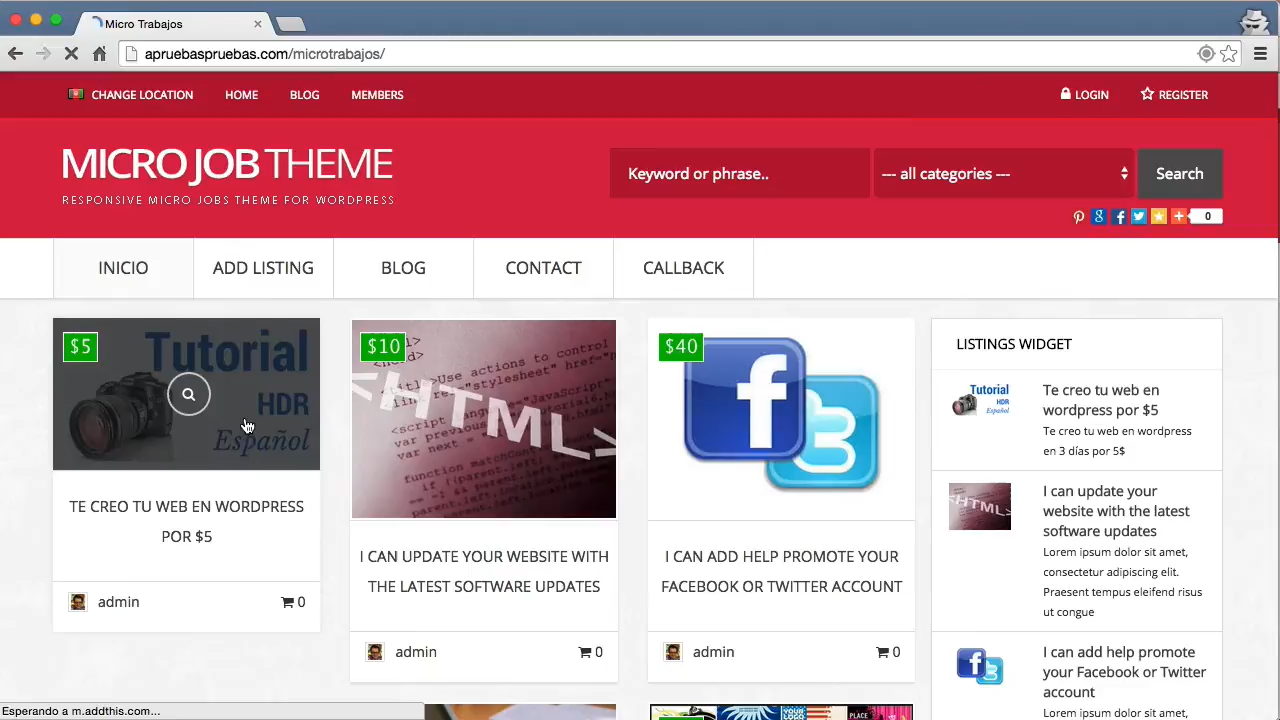 Micro Trabajos
apruebaspruebas.com/microtrabajos/
CHANGE LOCATION HOME BLOG MEMBERS LOGIN REGISTER
MICRO JOB THEME
RESPONSIVE MICRO JOBS THEME FOR WORDPRESS
Keyword or phrase.. --- all categories --- Search
0
INICIO ADD LISTING BLOG CONTACT CALLBACK
$5
Tutorial
HDR
Español
TE CREO TU WEB EN WORDPRESS
POR $5
admin 0
$10
<HTML>
I CAN UPDATE YOUR WEBSITE WITH
THE LATEST SOFTWARE UPDATES
admin 0
$40
I CAN ADD HELP PROMOTE YOUR
FACEBOOK OR TWITTER ACCOUNT
admin 0
LISTINGS WIDGET
Tutorial
HDR
Español
Te creo tu web en
wordpress por $5
Te creo tu web en wordpress
en 3 días por 5$
<HTML>
I can update your
website with the latest
software updates
Lorem ipsum dolor sit amet,
consectetur adipiscing elit.
Praesent tempus eleifend risus
ut congue
I can add help promote
your Facebook or Twitter
account
Lorem ipsum dolor sit amet,
Esperando a m.addthis.com...